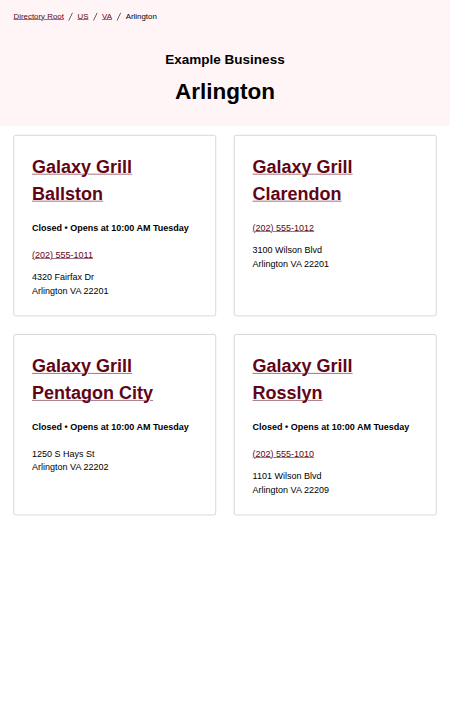 Directory Root / US / VA / Arlington
Example Business
Arlington
Galaxy Grill
Ballston
Closed • Opens at 10:00 AM Tuesday
(202) 555-1011
4320 Fairfax Dr
Arlington VA 22201
Galaxy Grill
Clarendon
(202) 555-1012
3100 Wilson Blvd
Arlington VA 22201
Galaxy Grill
Pentagon City
Closed • Opens at 10:00 AM Tuesday
1250 S Hays St
Arlington VA 22202
Galaxy Grill
Rosslyn
Closed • Opens at 10:00 AM Tuesday
(202) 555-1010
1101 Wilson Blvd
Arlington VA 22209